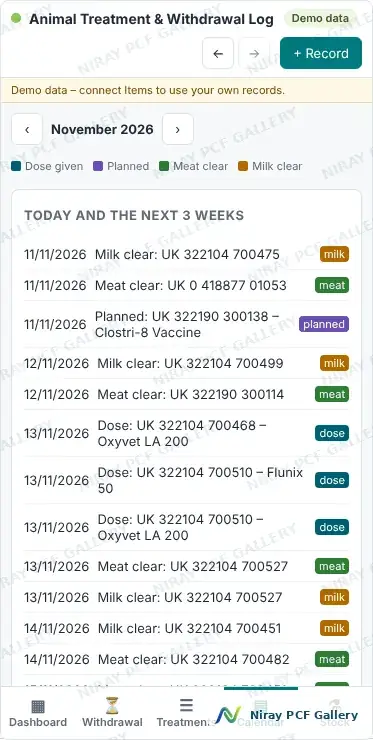 Animal Treatment & Withdrawal Log
Demo data
← → + Record
Demo data – connect Items to use your own records.
‹ November 2026 ›
Dose given Planned Meat clear Milk clear
TODAY AND THE NEXT 3 WEEKS
11/11/2026 Milk clear: UK 322104 700475 milk
11/11/2026 Meat clear: UK 0 418877 01053 meat
11/11/2026 Planned: UK 322190 300138 –
Clostri-8 Vaccine planned
12/11/2026 Milk clear: UK 322104 700499 milk
12/11/2026 Meat clear: UK 322190 300114 meat
13/11/2026 Dose: UK 322104 700468 –
Oxyvet LA 200 dose
13/11/2026 Dose: UK 322104 700510 – Flunix
50 dose
13/11/2026 Dose: UK 322104 700510 –
Oxyvet LA 200 dose
13/11/2026 Meat clear: UK 322104 700527 meat
13/11/2026 Milk clear: UK 322104 700527 milk
14/11/2026 Milk clear: UK 322104 700451 milk
14/11/2026 Meat clear: UK 322104 700482 meat
Dashboard Withdrawal Treatmen Calendar Stock
Niray PCF Gallery
NIRAY PCF GALLERY